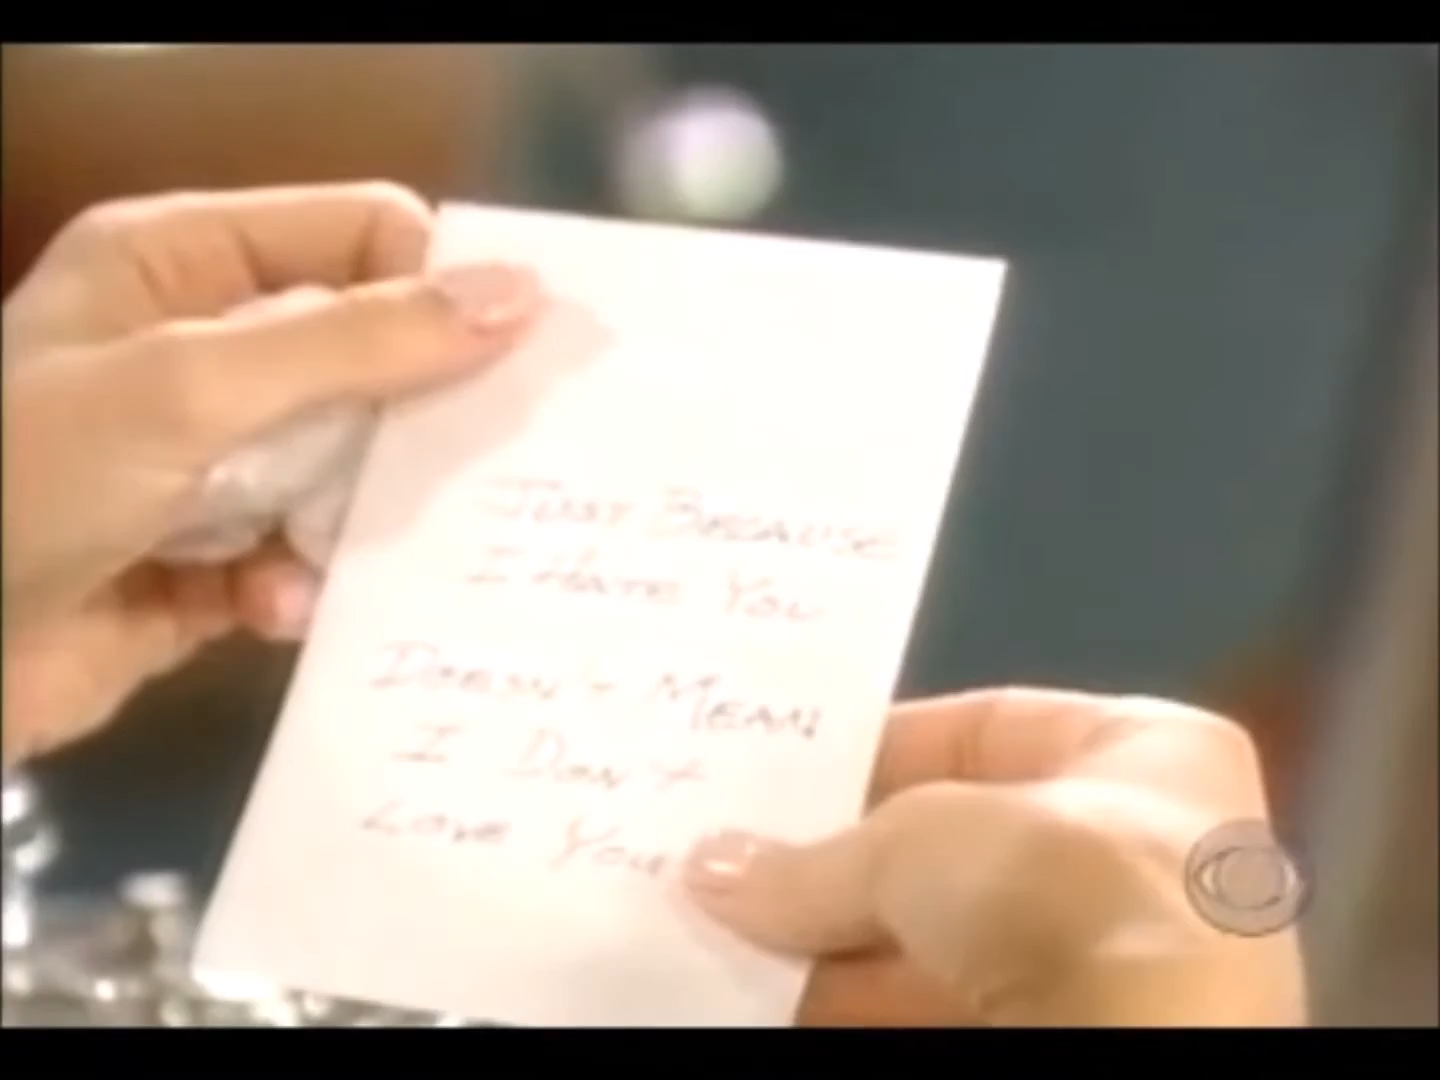 Just Because
I Hate You
Doesn't Mean
I Don't
Love You